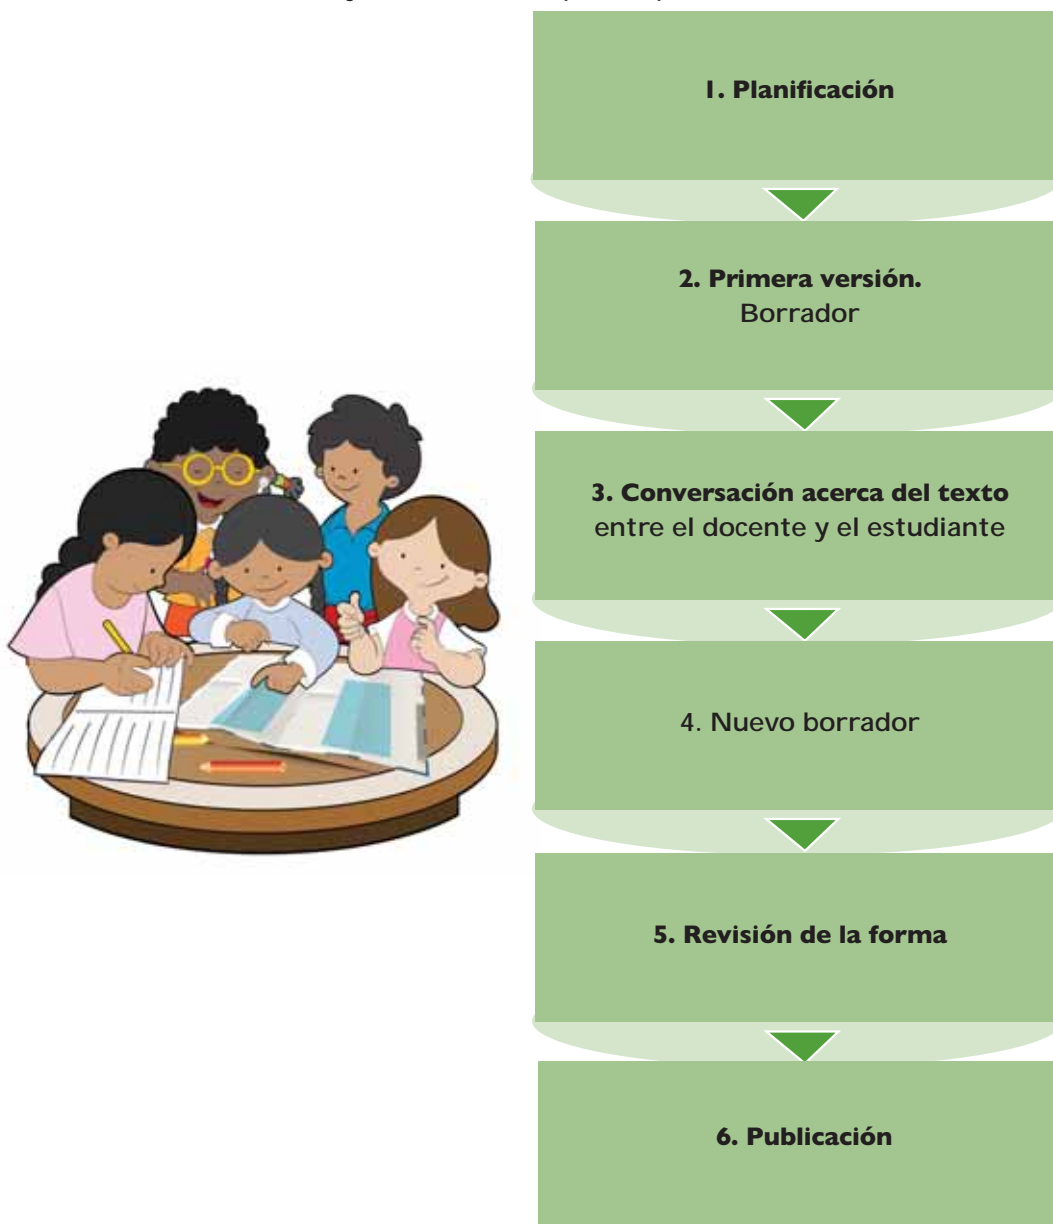 1. Planificación
2. Primera versión.
Borrador
3. Conversación acerca del texto
entre el docente y el estudiante
4. Nuevo borrador
5. Revisión de la forma
6. Publicación